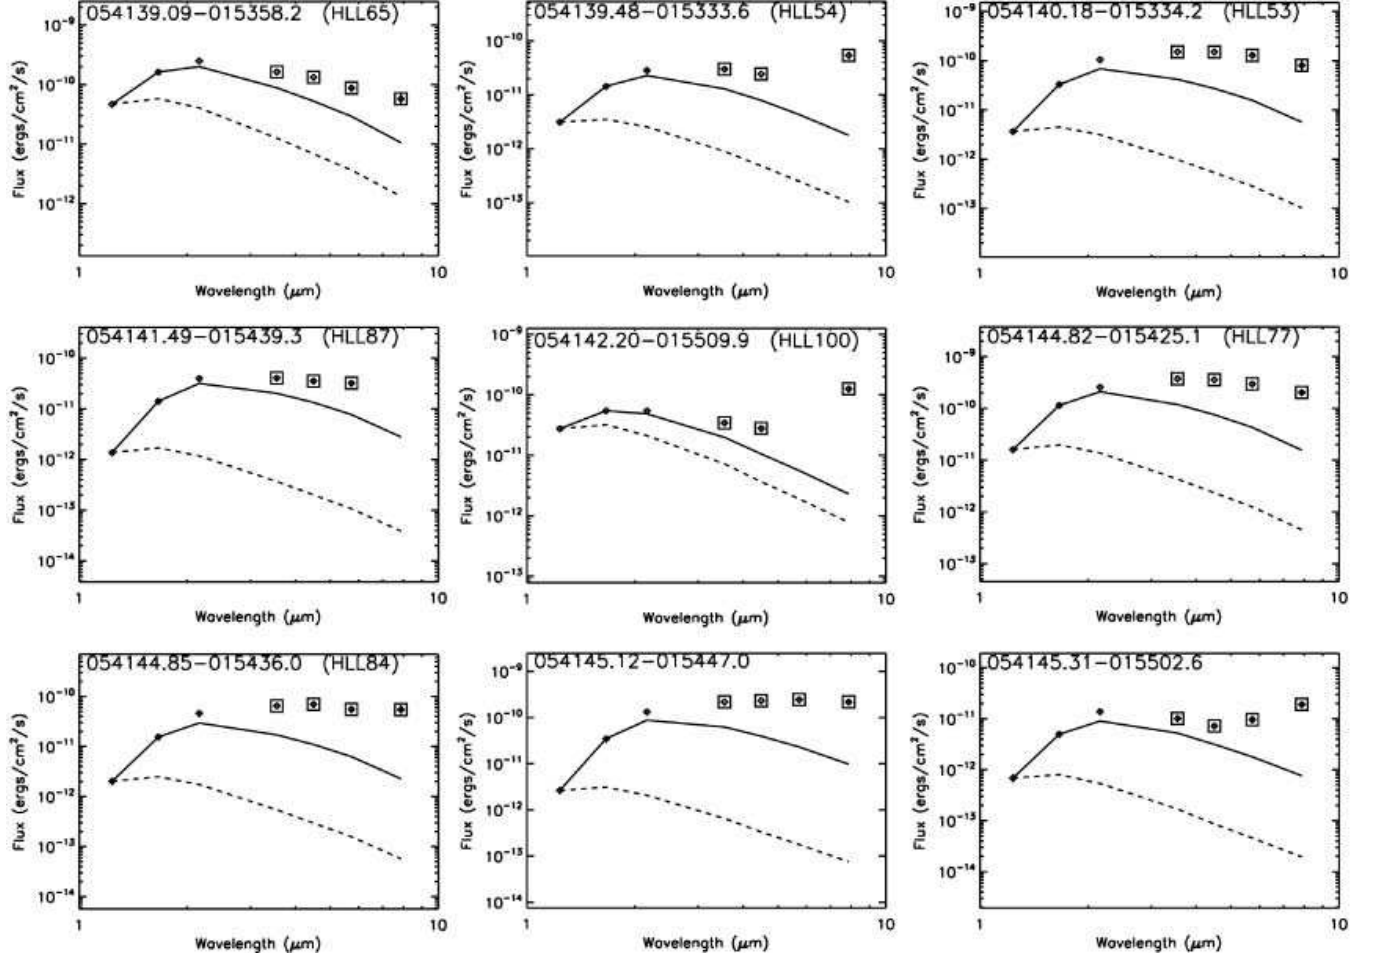 054139.09−015358.2 (HLL65)
10⁻⁹
10⁻¹⁰
10⁻¹¹
10⁻¹²
Flux (ergs/cm²/s)
1 10
Wavelength (μm)
054139.48−015333.6 (HLL54)
10⁻¹⁰
10⁻¹¹
10⁻¹²
10⁻¹³
Flux (ergs/cm²/s)
1 10
Wavelength (μm)
054140.18−015334.2 (HLL53)
10⁻⁹
10⁻¹⁰
10⁻¹¹
10⁻¹²
10⁻¹³
Flux (ergs/cm²/s)
1 10
Wavelength (μm)
054141.49−015439.3 (HLL87)
10⁻¹⁰
10⁻¹¹
10⁻¹²
10⁻¹³
10⁻¹⁴
Flux (ergs/cm²/s)
1 10
Wavelength (μm)
054142.20−015509.9 (HLL100)
10⁻⁹
10⁻¹⁰
10⁻¹¹
10⁻¹²
10⁻¹³
Flux (ergs/cm²/s)
1 10
Wavelength (μm)
054144.82−015425.1 (HLL77)
10⁻⁹
10⁻¹⁰
10⁻¹¹
10⁻¹²
10⁻¹³
Flux (ergs/cm²/s)
1 10
Wavelength (μm)
054144.85−015436.0 (HLL84)
10⁻¹⁰
10⁻¹¹
10⁻¹²
10⁻¹³
10⁻¹⁴
Flux (ergs/cm²/s)
1 10
Wavelength (μm)
054145.12−015447.0
10⁻⁹
10⁻¹⁰
10⁻¹¹
10⁻¹²
10⁻¹³
10⁻¹⁴
Flux (ergs/cm²/s)
1 10
Wavelength (μm)
054145.31−015502.6
10⁻¹⁰
10⁻¹¹
10⁻¹²
10⁻¹³
10⁻¹⁴
Flux (ergs/cm²/s)
1 10
Wavelength (μm)